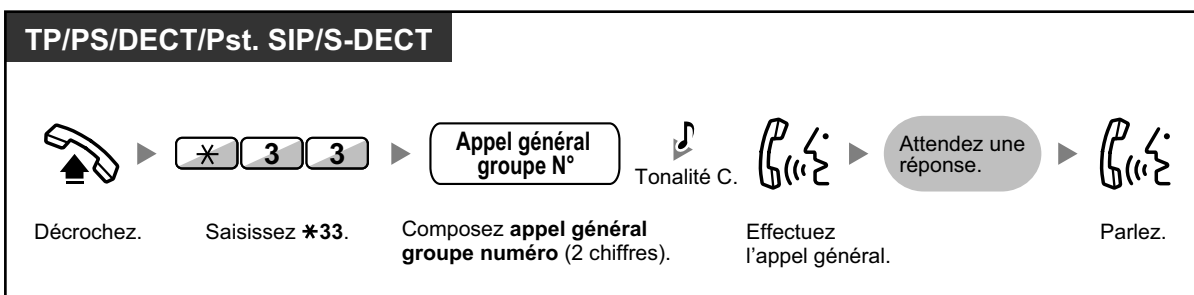 TP/PS/DECT/Pst. SIP/S-DECT
* 3 3
Appel général
groupe N°
Tonalité C.
Attendez une
réponse.
Décrochez.
Saisissez *33.
Composez appel général
groupe numéro (2 chiffres).
Effectuez
l'appel général.
Parlez.